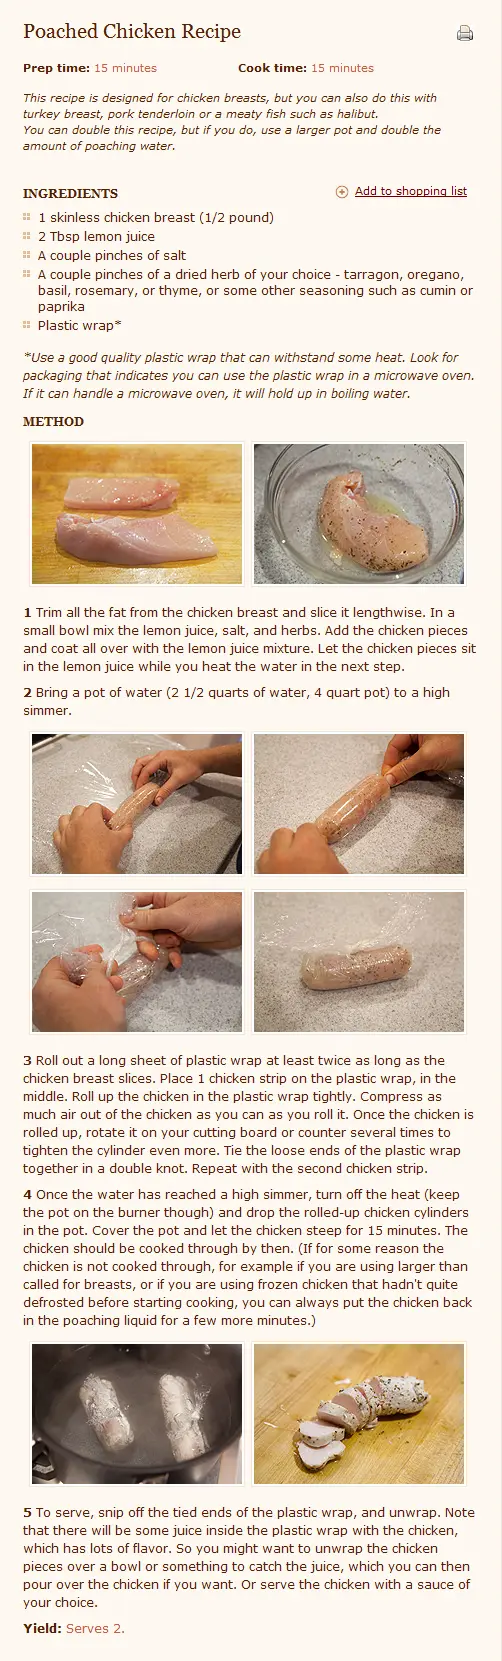 Poached Chicken Recipe
Prep time: 15 minutes Cook time: 15 minutes
This recipe is designed for chicken breasts, but you can also do this with
turkey breast, pork tenderloin or a meaty fish such as halibut.
You can double this recipe, but if you do, use a larger pot and double the
amount of poaching water.
INGREDIENTS
Add to shopping list
1 skinless chicken breast (1/2 pound)
2 Tbsp lemon juice
A couple pinches of salt
A couple pinches of a dried herb of your choice - tarragon, oregano,
basil, rosemary, or thyme, or some other seasoning such as cumin or
paprika
Plastic wrap*
*Use a good quality plastic wrap that can withstand some heat. Look for
packaging that indicates you can use the plastic wrap in a microwave oven.
If it can handle a microwave oven, it will hold up in boiling water.
METHOD
1 Trim all the fat from the chicken breast and slice it lengthwise. In a
small bowl mix the lemon juice, salt, and herbs. Add the chicken pieces
and coat all over with the lemon juice mixture. Let the chicken pieces sit
in the lemon juice while you heat the water in the next step.
2 Bring a pot of water (2 1/2 quarts of water, 4 quart pot) to a high
simmer.
3 Roll out a long sheet of plastic wrap at least twice as long as the
chicken breast slices. Place 1 chicken strip on the plastic wrap, in the
middle. Roll up the chicken in the plastic wrap tightly. Compress as
much air out of the chicken as you can as you roll it. Once the chicken is
rolled up, rotate it on your cutting board or counter several times to
tighten the cylinder even more. Tie the loose ends of the plastic wrap
together in a double knot. Repeat with the second chicken strip.
4 Once the water has reached a high simmer, turn off the heat (keep
the pot on the burner though) and drop the rolled-up chicken cylinders
in the pot. Cover the pot and let the chicken steep for 15 minutes. The
chicken should be cooked through by then. (If for some reason the
chicken is not cooked through, for example if you are using larger than
called for breasts, or if you are using frozen chicken that hadn't quite
defrosted before starting cooking, you can always put the chicken back
in the poaching liquid for a few more minutes.)
5 To serve, snip off the tied ends of the plastic wrap, and unwrap. Note
that there will be some juice inside the plastic wrap with the chicken,
which has lots of flavor. So you might want to unwrap the chicken
pieces over a bowl or something to catch the juice, which you can then
pour over the chicken if you want. Or serve the chicken with a sauce of
your choice.
Yield: Serves 2.